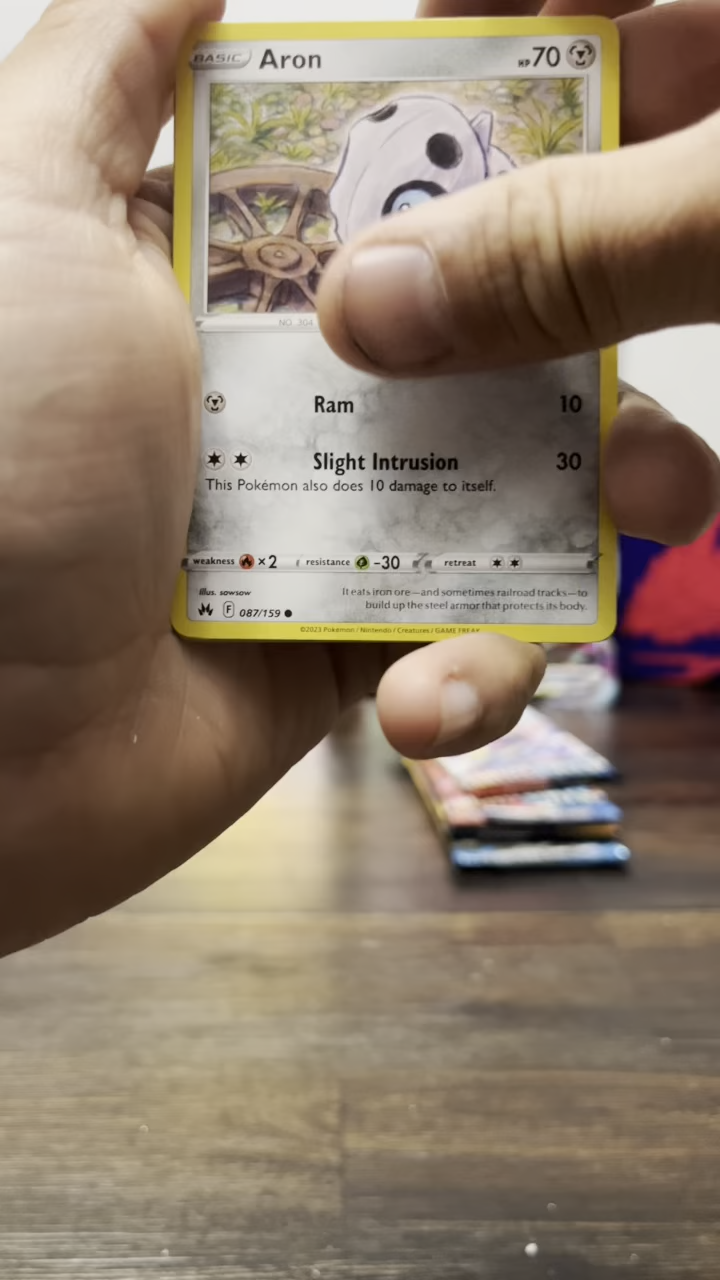 BASIC Aron HP 70
NO. 304
Ram 10
Slight Intrusion 30
This Pokémon also does 10 damage to itself.
weakness ×2 resistance -30 retreat
Illus. sowsow
It eats iron ore—and sometimes railroad tracks—to
build up the steel armor that protects its body.
F 087/159
©2023 Pokémon / Nintendo / Creatures / GAME FREAK